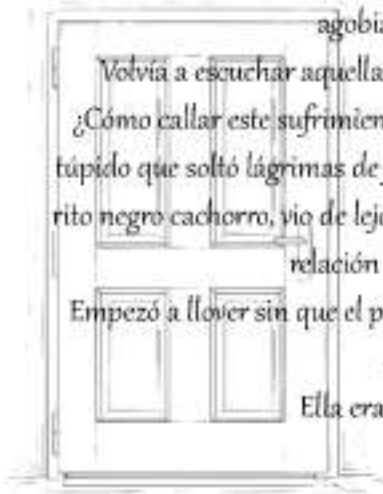 agobia
Volvía a escuchar aquella
¿Cómo callar este sufrimien
túpido que soltó lágrimas de
rito negro cachorro, vio de lej
relación
Empezó a llover sin que el p
Ella era